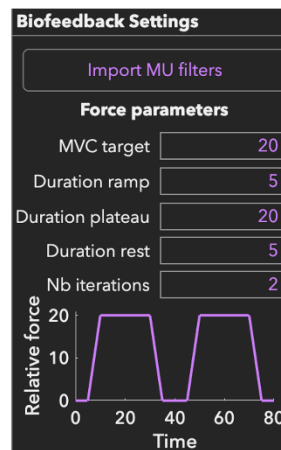 Biofeedback Settings
Import MU filters
Force parameters
MVC target 20
Duration ramp 5
Duration plateau 20
Duration rest 5
Nb iterations 2
Relative force
20
10
0
0 20 40 60 80
Time